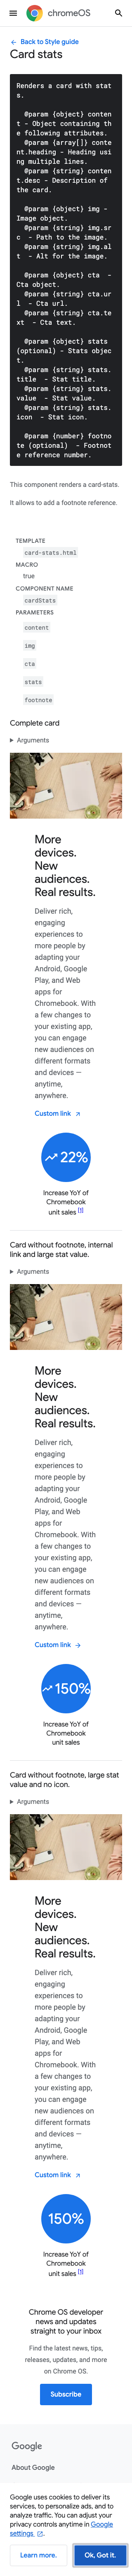 chromeOS
Back to Style guide
Card stats
Renders a card with stat
s.
@param {object} conten
t - Object containing th
e following attributes.
@param {array[]} conte
nt.heading - Heading usi
ng multiple lines.
@param {string} conten
t.desc - Description of
the card.
@param {object} img -
Image object.
@param {string} img.sr
c - Path to the image.
@param {string} img.al
t - Alt for the image.
@param {object} cta -
Cta object.
@param {string} cta.ur
l - Cta url.
@param {string} cta.te
xt - Cta text.
@param {object} stats
(optional) - Stats objec
t.
@param {string} stats.
title - Stat title.
@param {string} stats.
value - Stat value.
@param {string} stats.
icon - Stat icon.
@param {number} footno
te (optional) - Footnot
e reference number.
This component renders a card-stats.
It allows to add a footnote reference.
TEMPLATE
card-stats.html
MACRO
true
COMPONENT NAME
cardStats
PARAMETERS
content
img
cta
stats
footnote
Complete card
Arguments
More
devices.
New
audiences.
Real results.
Deliver rich,
engaging
experiences to
more people by
adapting your
Android, Google
Play, and Web
apps for
Chromebook. With
a few changes to
your existing app,
you can engage
new audiences on
different formats
and devices —
anytime,
anywhere.
Custom link
22%
Increase YoY of
Chromebook
unit sales [1]
Card without footnote, internal
link and large stat value.
Arguments
More
devices.
New
audiences.
Real results.
Deliver rich,
engaging
experiences to
more people by
adapting your
Android, Google
Play, and Web
apps for
Chromebook. With
a few changes to
your existing app,
you can engage
new audiences on
different formats
and devices —
anytime,
anywhere.
Custom link
150%
Increase YoY of
Chromebook
unit sales
Card without footnote, large stat
value and no icon.
Arguments
More
devices.
New
audiences.
Real results.
Deliver rich,
engaging
experiences to
more people by
adapting your
Android, Google
Play, and Web
apps for
Chromebook. With
a few changes to
your existing app,
you can engage
new audiences on
different formats
and devices —
anytime,
anywhere.
Custom link
150%
Increase YoY of
Chromebook
unit sales [1]
Chrome OS developer
news and updates
straight to your inbox
Find the latest news, tips,
releases, updates, and more
on Chrome OS.
Subscribe
Google
About Google
Google uses cookies to deliver its
services, to personalize ads, and to
analyze traffic. You can adjust your
privacy controls anytime in Google
settings.
Learn more.
Ok, Got it.